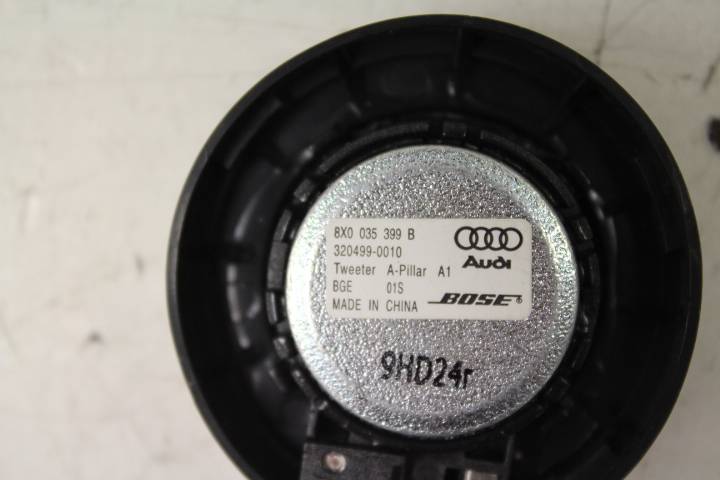 8X0 035 399 B
320499-0010
Audi
Tweeter A-Pillar A1
BGE 01S
MADE IN CHINA
BOSE®
9HD24r